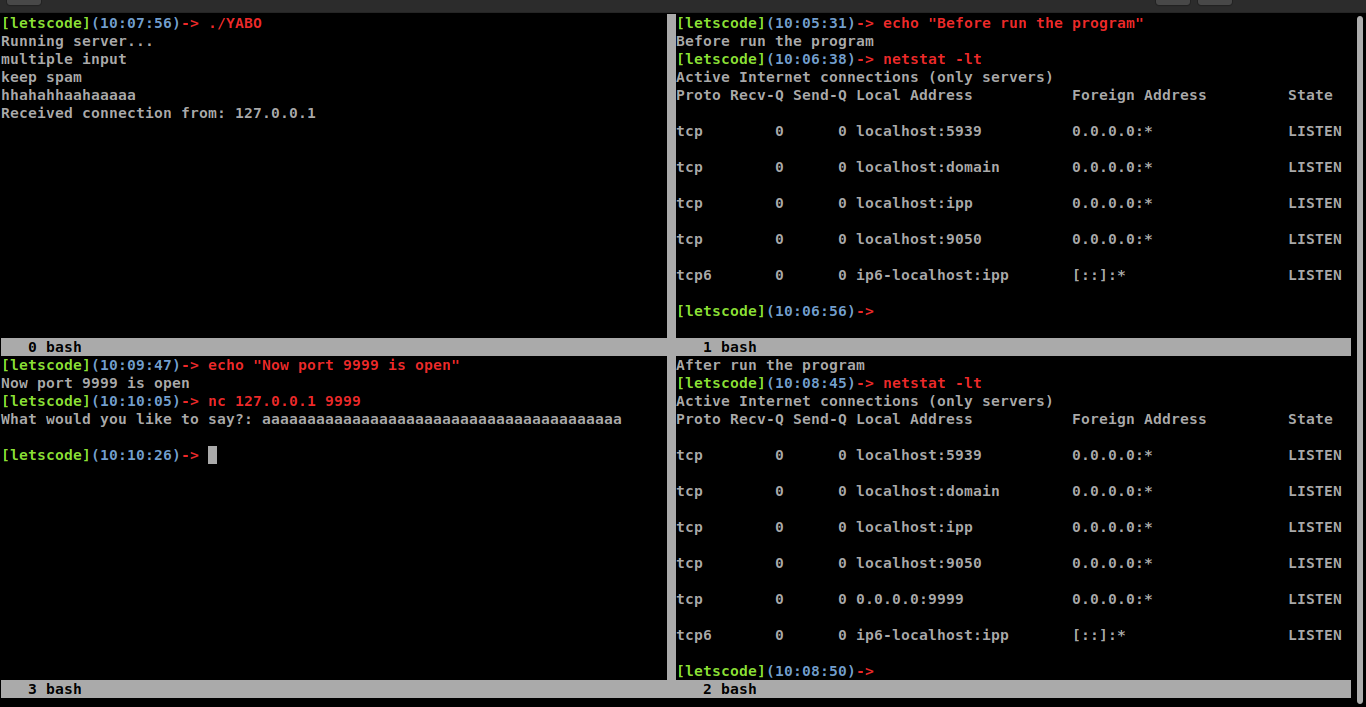 [letscode](10:07:56)-> ./YABO
Running server...
multiple input
keep spam
hhahahhaahaaaaa
Received connection from: 127.0.0.1
0 bash
[letscode](10:05:31)-> echo "Before run the program"
Before run the program
[letscode](10:06:38)-> netstat -lt
Active Internet connections (only servers)
Proto Recv-Q Send-Q Local Address Foreign Address State
tcp 0 0 localhost:5939 0.0.0.0:* LISTEN
tcp 0 0 localhost:domain 0.0.0.0:* LISTEN
tcp 0 0 localhost:ipp 0.0.0.0:* LISTEN
tcp 0 0 localhost:9050 0.0.0.0:* LISTEN
tcp6 0 0 ip6-localhost:ipp [::]:* LISTEN
[letscode](10:06:56)->
1 bash
[letscode](10:09:47)-> echo "Now port 9999 is open"
Now port 9999 is open
[letscode](10:10:05)-> nc 127.0.0.1 9999
What would you like to say?: aaaaaaaaaaaaaaaaaaaaaaaaaaaaaaaaaaaaaaaa
[letscode](10:10:26)->
3 bash
After run the program
[letscode](10:08:45)-> netstat -lt
Active Internet connections (only servers)
Proto Recv-Q Send-Q Local Address Foreign Address State
tcp 0 0 localhost:5939 0.0.0.0:* LISTEN
tcp 0 0 localhost:domain 0.0.0.0:* LISTEN
tcp 0 0 localhost:ipp 0.0.0.0:* LISTEN
tcp 0 0 localhost:9050 0.0.0.0:* LISTEN
tcp 0 0 0.0.0.0:9999 0.0.0.0:* LISTEN
tcp6 0 0 ip6-localhost:ipp [::]:* LISTEN
[letscode](10:08:50)->
2 bash